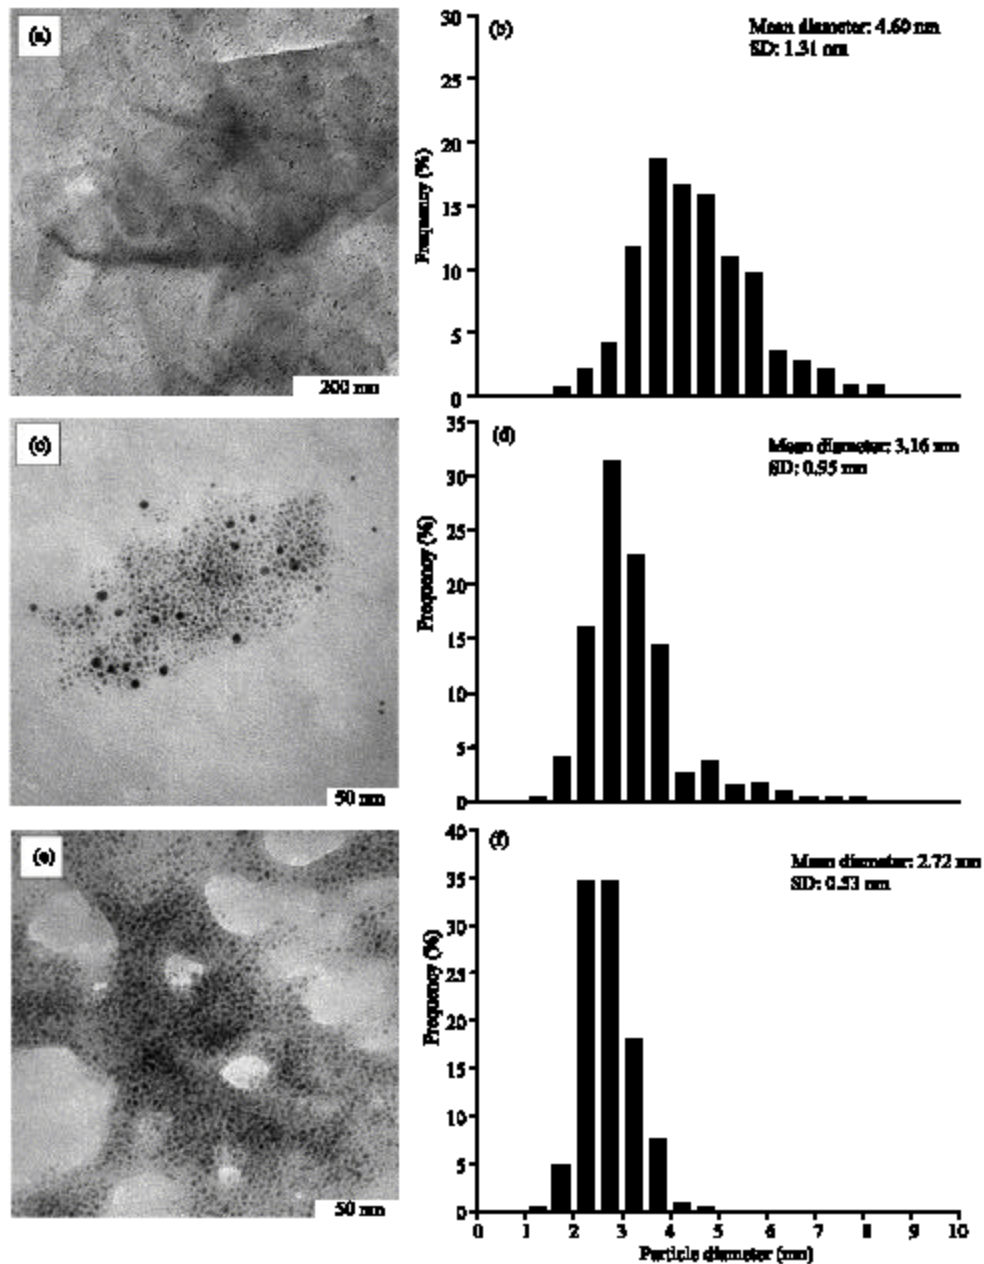 (a)
200 nm
(b)
Mean diameter: 4.60 nm
SD: 1.31 nm
Frequency (%)
30
25
20
15
10
5
0
(c)
50 nm
(d)
Mean diameter: 3.16 nm
SD: 0.95 nm
Frequency (%)
35
30
25
20
15
10
5
0
(e)
50 nm
(f)
Mean diameter: 2.72 nm
SD: 0.53 nm
Frequency (%)
40
35
30
25
20
15
10
5
0
0 1 2 3 4 5 6 7 8 9 10
Particle diameter (nm)